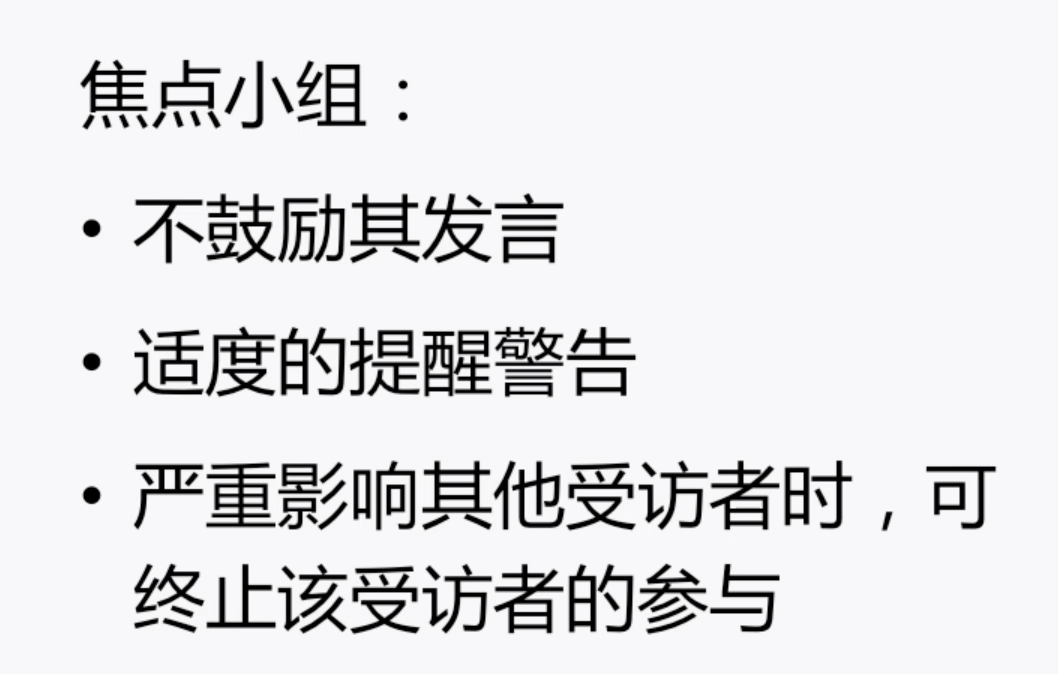 焦点小组：
• 不鼓励其发言
• 适度的提醒警告
• 严重影响其他受访者时，可
终止该受访者的参与